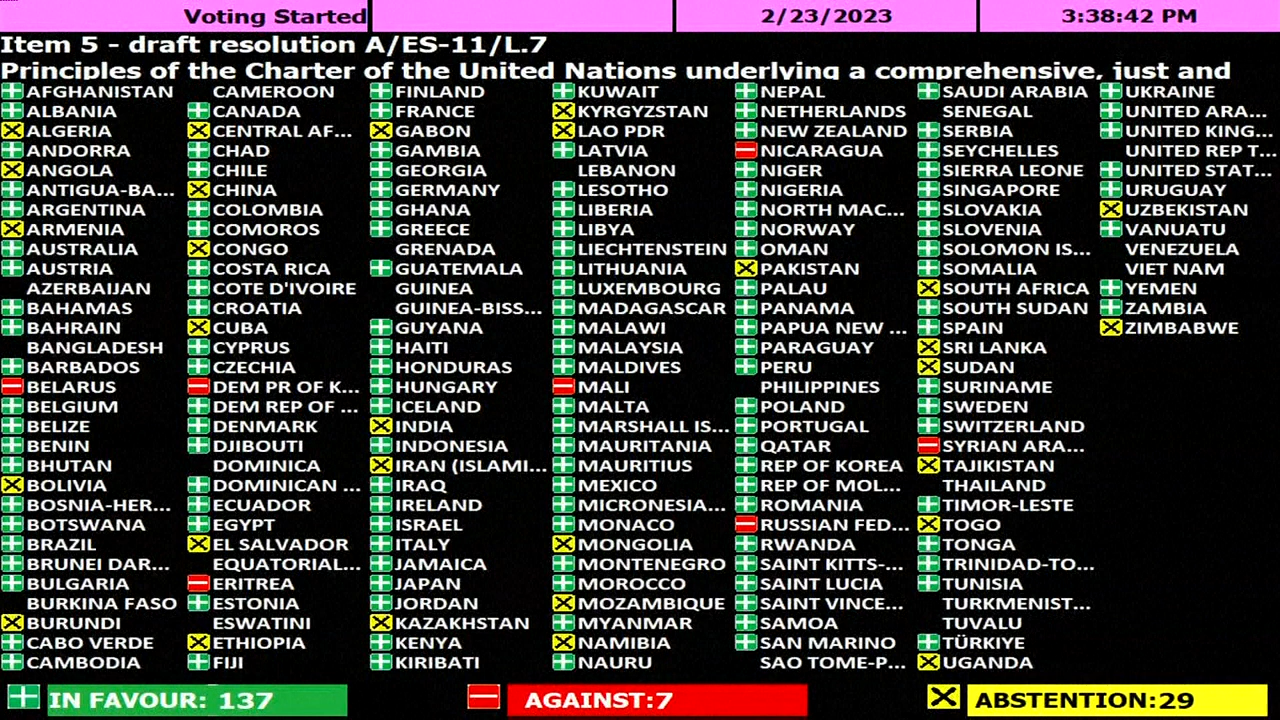 Voting Started 2/23/2023 3:38:42 PM
Item 5 - draft resolution A/ES-11/L.7
Principles of the Charter of the United Nations underlying a comprehensive, just and
AFGHANISTAN CAMEROON FINLAND KUWAIT NEPAL SAUDI ARABIA UKRAINE
ALBANIA CANADA FRANCE KYRGYZSTAN NETHERLANDS SENEGAL UNITED ARA...
ALGERIA CENTRAL AF... GABON LAO PDR NEW ZEALAND SERBIA UNITED KING...
ANDORRA CHAD GAMBIA LATVIA NICARAGUA SEYCHELLES UNITED REP T...
ANGOLA CHILE GEORGIA LEBANON NIGER SIERRA LEONE UNITED STAT...
ANTIGUA-BA... CHINA GERMANY LESOTHO NIGERIA SINGAPORE URUGUAY
ARGENTINA COLOMBIA GHANA LIBERIA NORTH MAC... SLOVAKIA UZBEKISTAN
ARMENIA COMOROS GREECE LIBYA NORWAY SLOVENIA VANUATU
AUSTRALIA CONGO GRENADA LIECHTENSTEIN OMAN SOLOMON IS... VENEZUELA
AUSTRIA COSTA RICA GUATEMALA LITHUANIA PAKISTAN SOMALIA VIET NAM
AZERBAIJAN COTE D'IVOIRE GUINEA LUXEMBOURG PALAU SOUTH AFRICA YEMEN
BAHAMAS CROATIA GUINEA-BISS... MADAGASCAR PANAMA SOUTH SUDAN ZAMBIA
BAHRAIN CUBA GUYANA MALAWI PAPUA NEW ... SPAIN ZIMBABWE
BANGLADESH CYPRUS HAITI MALAYSIA PARAGUAY SRI LANKA
BARBADOS CZECHIA HONDURAS MALDIVES PERU SUDAN
BELARUS DEM PR OF K... HUNGARY MALI PHILIPPINES SURINAME
BELGIUM DEM REP OF ... ICELAND MALTA POLAND SWEDEN
BELIZE DENMARK INDIA MARSHALL IS... PORTUGAL SWITZERLAND
BENIN DJIBOUTI INDONESIA MAURITANIA QATAR SYRIAN ARA...
BHUTAN DOMINICA IRAN (ISLAMI... MAURITIUS REP OF KOREA TAJIKISTAN
BOLIVIA DOMINICAN ... IRAQ MEXICO REP OF MOL... THAILAND
BOSNIA-HER... ECUADOR IRELAND MICRONESIA... ROMANIA TIMOR-LESTE
BOTSWANA EGYPT ISRAEL MONACO RUSSIAN FED... TOGO
BRAZIL EL SALVADOR ITALY MONGOLIA RWANDA TONGA
BRUNEI DAR... EQUATORIAL... JAMAICA MONTENEGRO SAINT KITTS-... TRINIDAD-TO...
BULGARIA ERITREA JAPAN MOROCCO SAINT LUCIA TUNISIA
BURKINA FASO ESTONIA JORDAN MOZAMBIQUE SAINT VINCE... TURKMENIST...
BURUNDI ESWATINI KAZAKHSTAN MYANMAR SAMOA TUVALU
CABO VERDE ETHIOPIA KENYA NAMIBIA SAN MARINO TÜRKIYE
CAMBODIA FIJI KIRIBATI NAURU SAO TOME-P... UGANDA
IN FAVOUR: 137 AGAINST:7 ABSTENTION:29